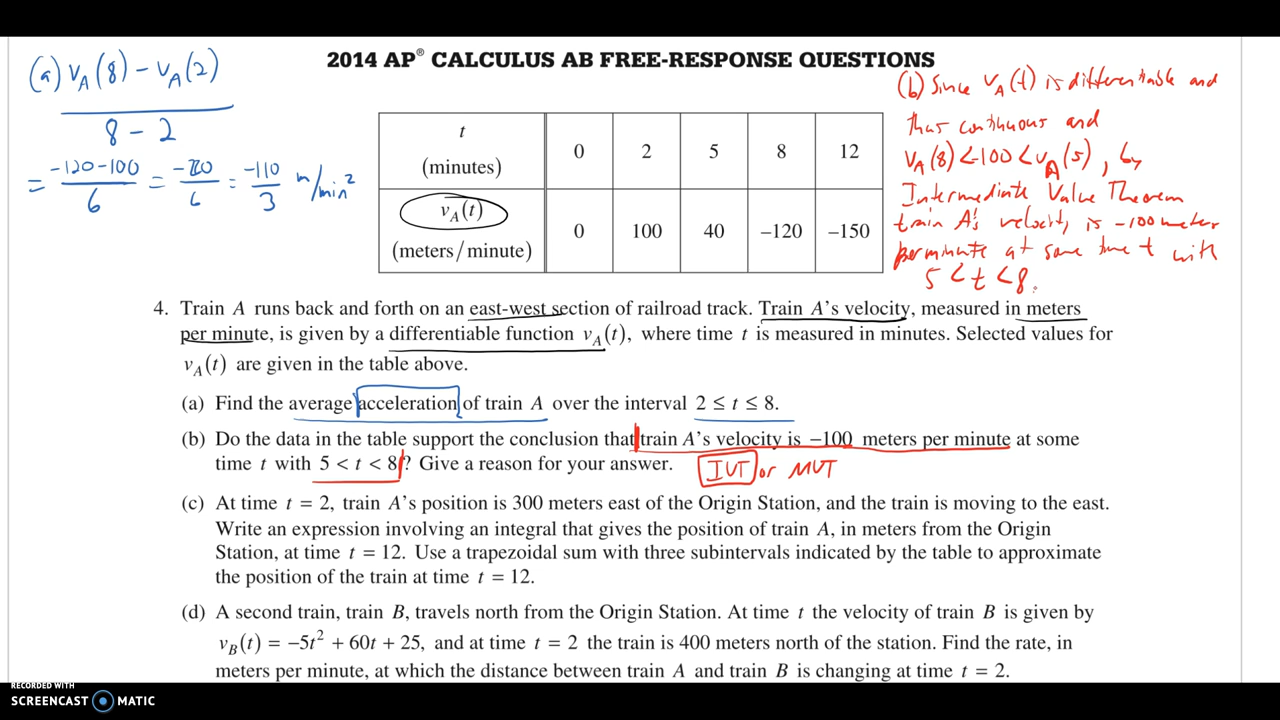 2014 AP® CALCULUS AB FREE-RESPONSE QUESTIONS
(a) v_A(8) − v_A(2)
8 − 2
= −120−100 / 6 = −220 / 6 = −110 / 3 m/min²
t
(minutes) 0 2 5 8 12
v_A(t)
(meters/minute) 0 100 40 −120 −150
(b) Since v_A(t) is differentiable and
thus continuous and
v_A(8) < −100 < v_A(5), by
Intermediate Value Theorem
train A's velocity is −100 meters
per minute at some time t with
5 < t < 8.
4. Train A runs back and forth on an east-west section of railroad track. Train A's velocity, measured in meters
per minute, is given by a differentiable function v_A(t), where time t is measured in minutes. Selected values for
v_A(t) are given in the table above.
(a) Find the average acceleration of train A over the interval 2 ≤ t ≤ 8.
(b) Do the data in the table support the conclusion that train A's velocity is −100 meters per minute at some
time t with 5 < t < 8? Give a reason for your answer. IVT or MVT
(c) At time t = 2, train A's position is 300 meters east of the Origin Station, and the train is moving to the east.
Write an expression involving an integral that gives the position of train A, in meters from the Origin
Station, at time t = 12. Use a trapezoidal sum with three subintervals indicated by the table to approximate
the position of the train at time t = 12.
(d) A second train, train B, travels north from the Origin Station. At time t the velocity of train B is given by
v_B(t) = −5t² + 60t + 25, and at time t = 2 the train is 400 meters north of the station. Find the rate, in
meters per minute, at which the distance between train A and train B is changing at time t = 2.
RECORDED WITH
SCREENCAST MATIC